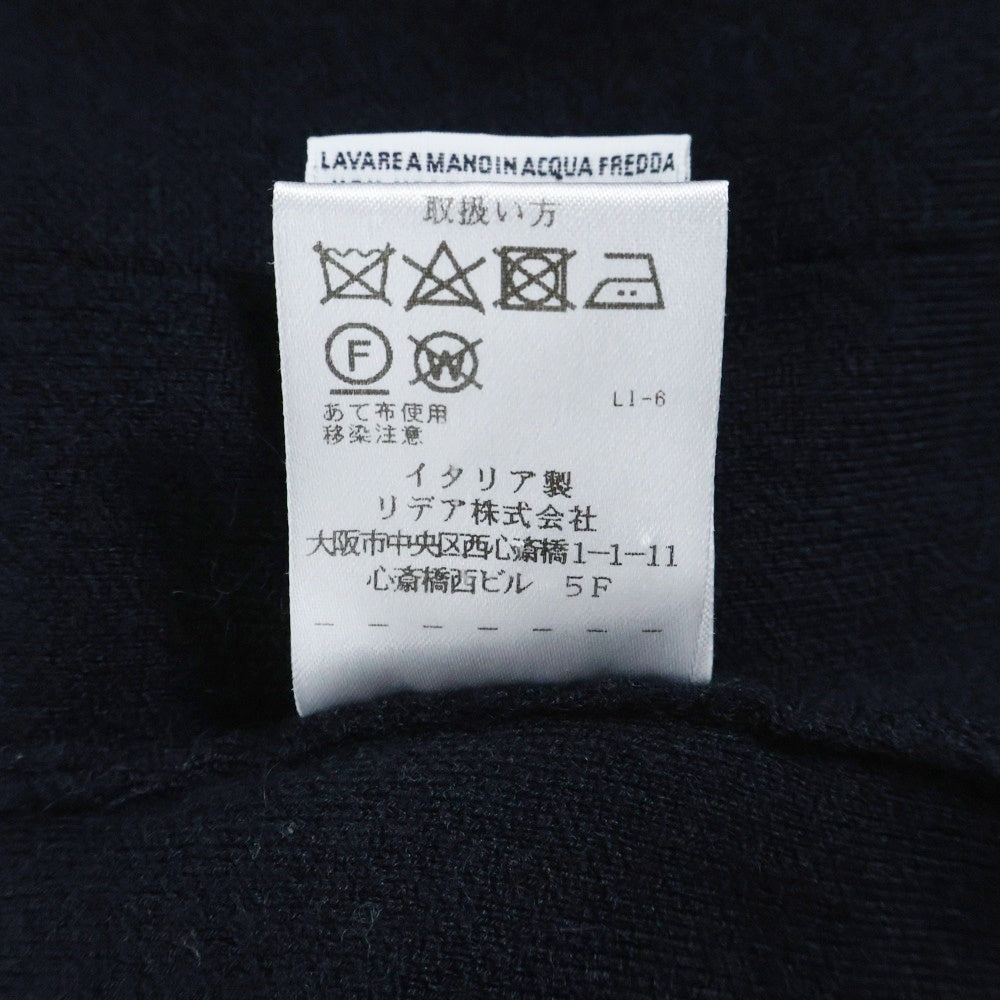 LAVARE A MANO IN ACQUA FREDDA
取扱い方
F W
LI-6
あて布使用
移染注意
イタリア製
リデア株式会社
大阪市中央区西心斎橋1-1-11
心斎橋西ビル 5F